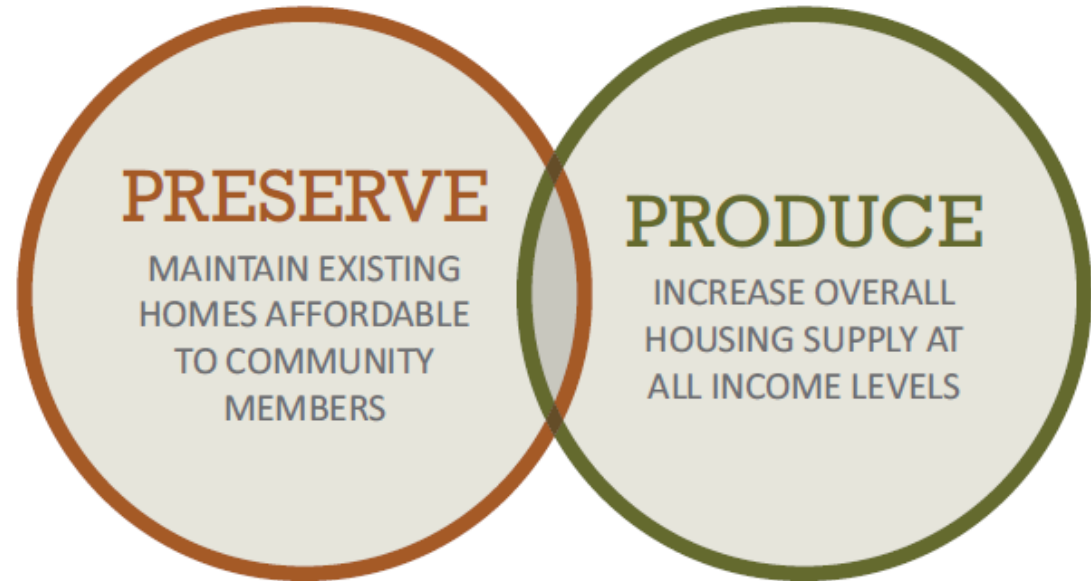 PRESERVE
MAINTAIN EXISTING
HOMES AFFORDABLE
TO COMMUNITY
MEMBERS
PRODUCE
INCREASE OVERALL
HOUSING SUPPLY AT
ALL INCOME LEVELS